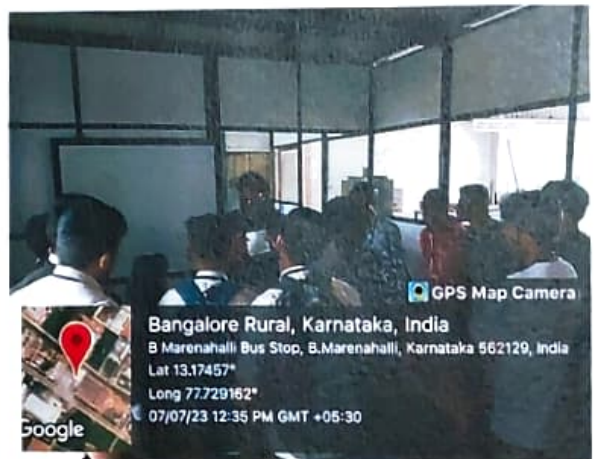 GPS Map Camera
Bangalore Rural, Karnataka, India
B Marenahalli Bus Stop, B.Marenahalli, Karnataka 562129, India
Lat 13.17457°
Long 77.729162°
07/07/23 12:35 PM GMT +05:30
Google